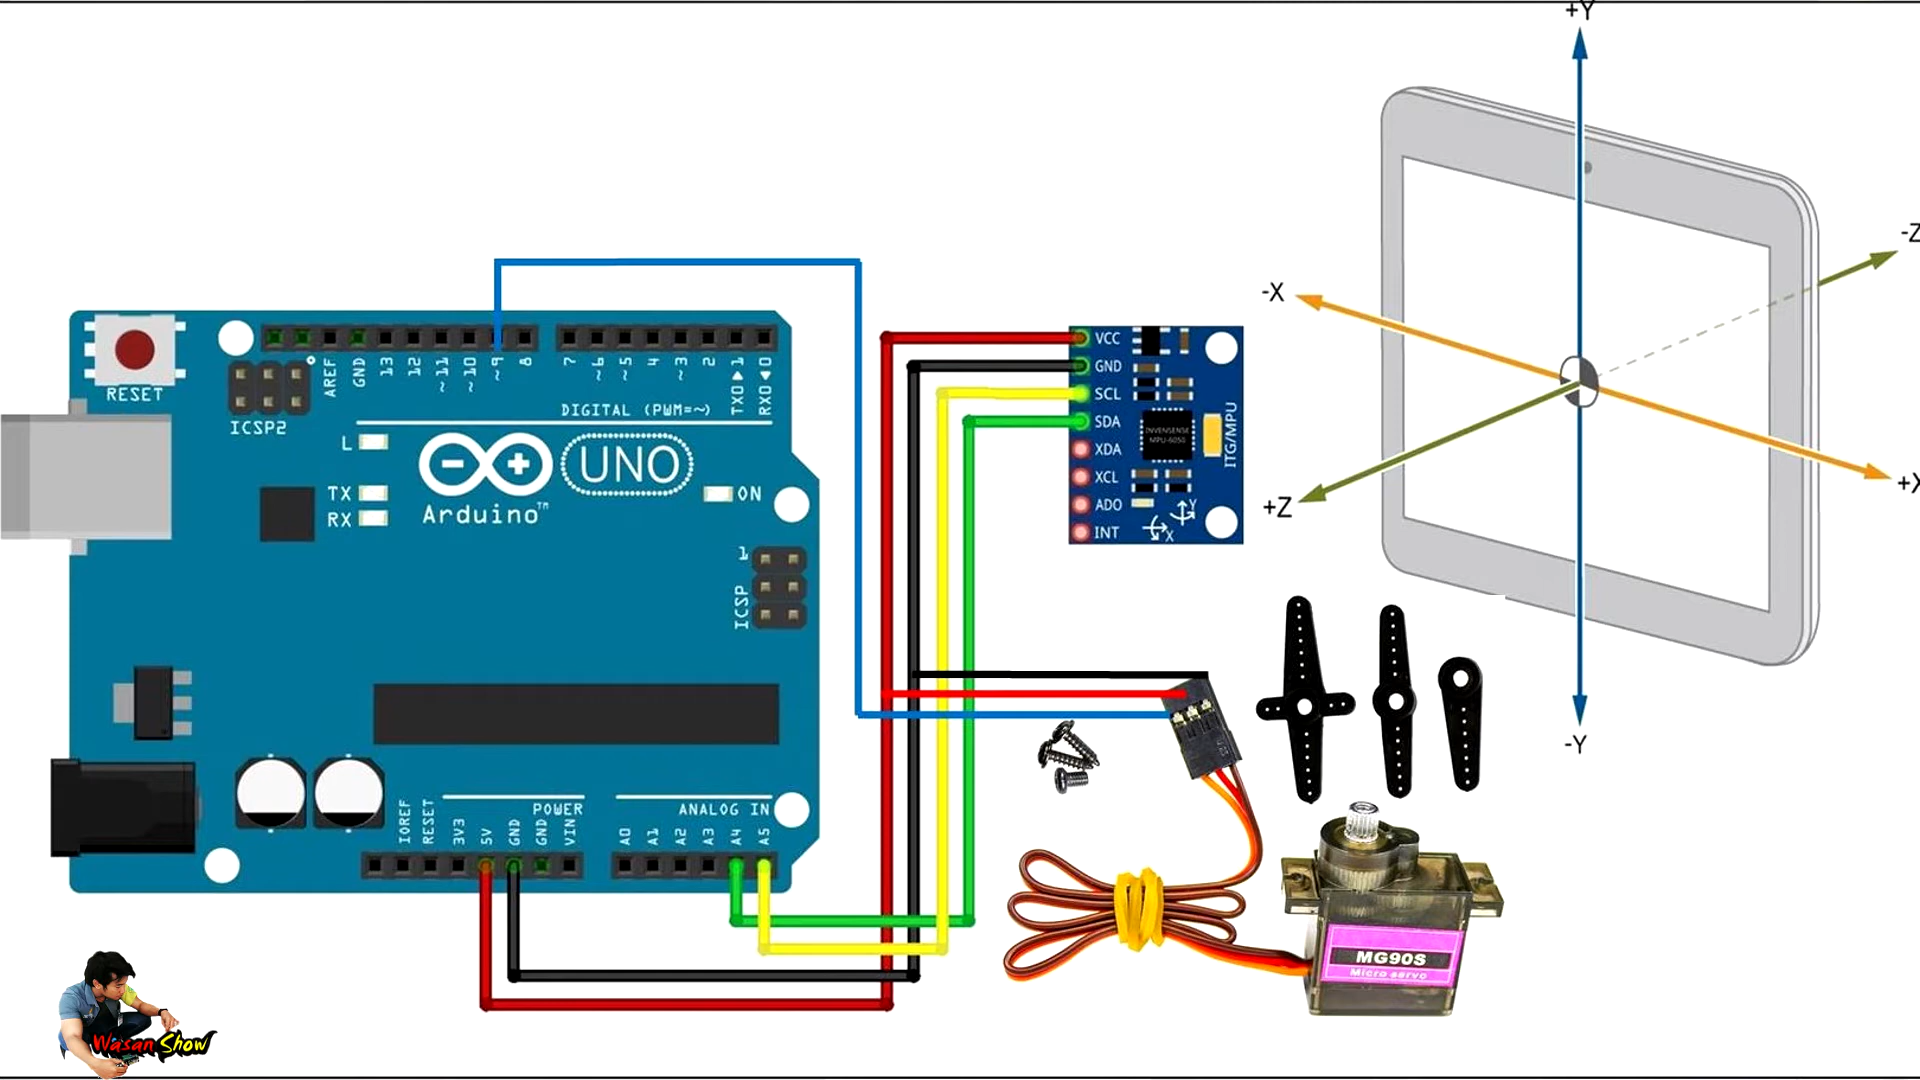 +Y
-Z
-X
+X
+Z
-Y
RESET
ICSP2
AREF
GND
13
12
~11
~10
~9
8
7
~6
~5
4
~3
2
TX0▶1
RX0◀0
DIGITAL (PWM=~)
L
TX
RX
Arduino™
UNO
ON
1
ICSP
IOREF
RESET
3V3
5V
GND
GND
VIN
POWER
ANALOG IN
A0
A1
A2
A3
A4
A5
VCC
GND
SCL
SDA
XDA
XCL
ADO
INT
INVENSENSE
MPU-6050
ITG/MPU
Y
X
MG90S
Micro servo
Wasan Show